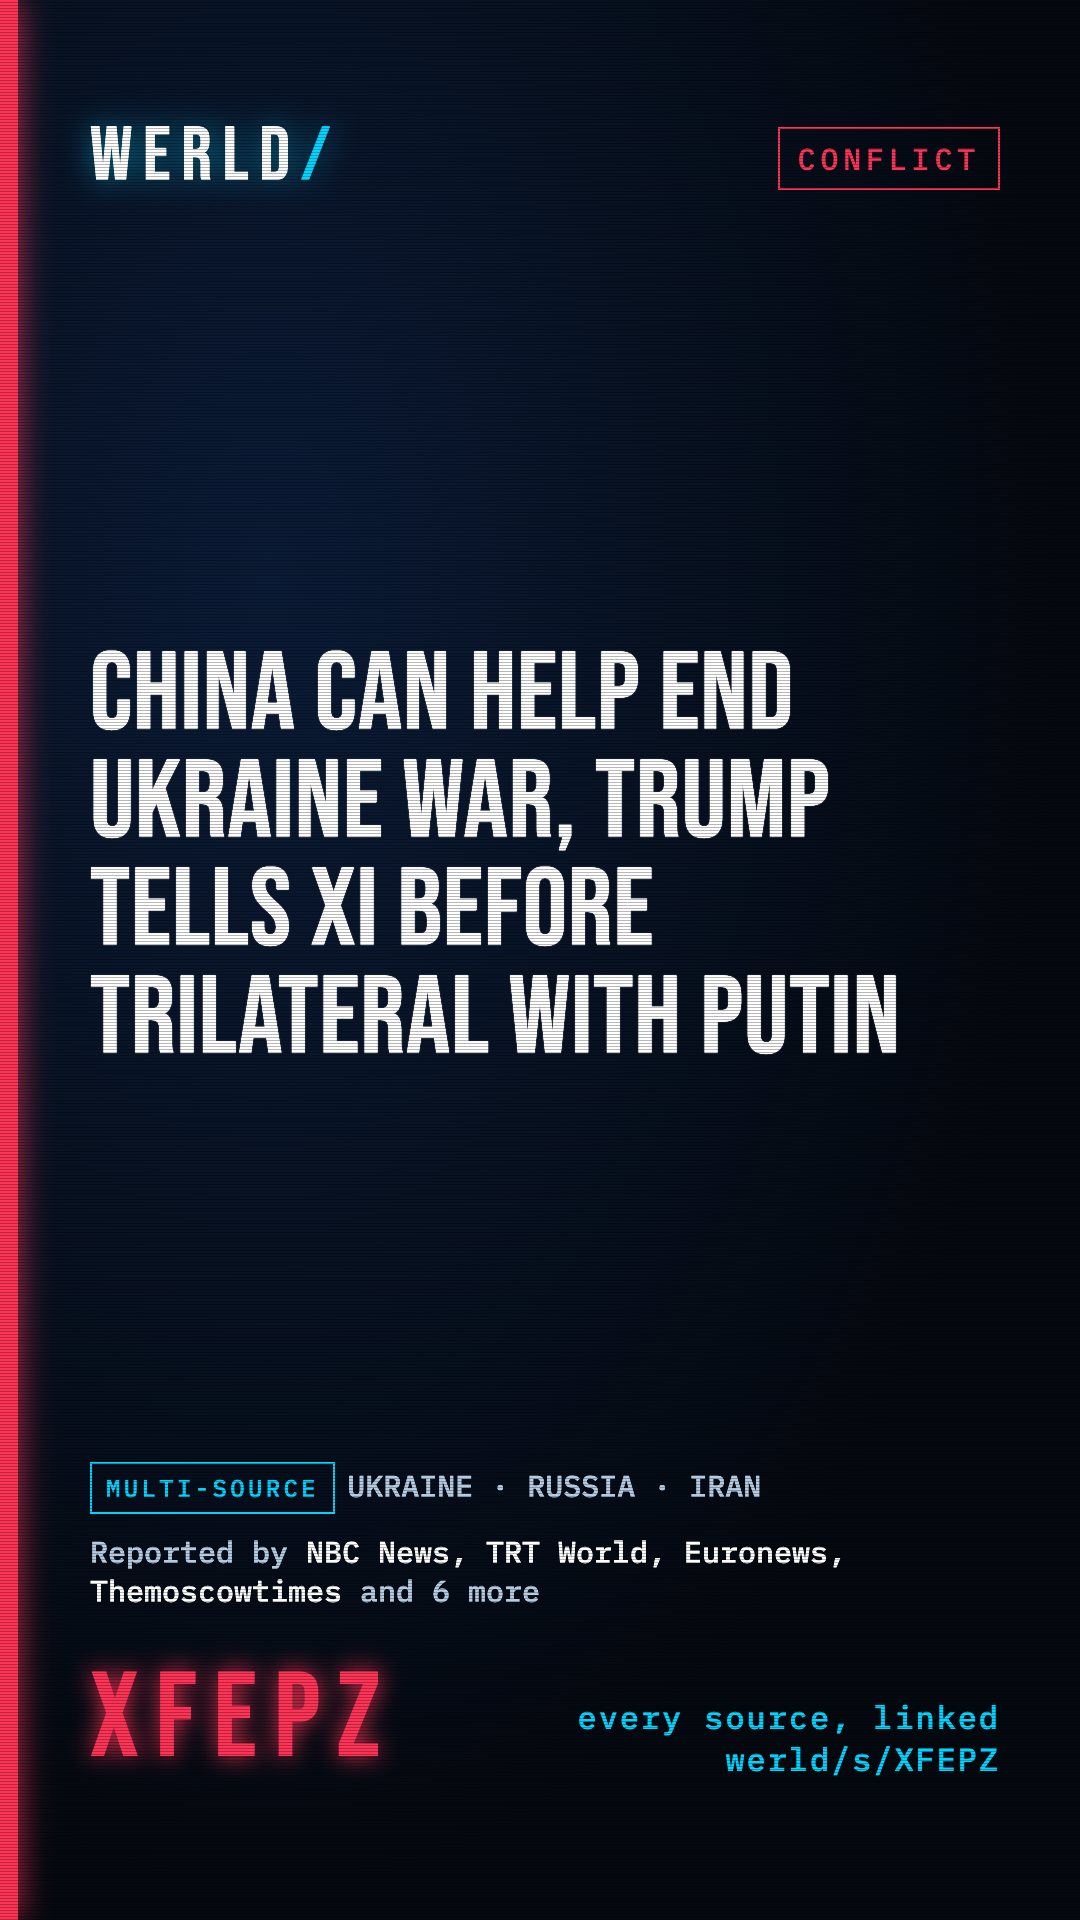 WERLD/
CONFLICT
CHINA CAN HELP END
UKRAINE WAR, TRUMP
TELLS XI BEFORE
TRILATERAL WITH PUTIN
MULTI-SOURCE UKRAINE · RUSSIA · IRAN
Reported by NBC News, TRT World, Euronews,
Themoscowtimes and 6 more
XFEPZ
every source, linked
werld/s/XFEPZ